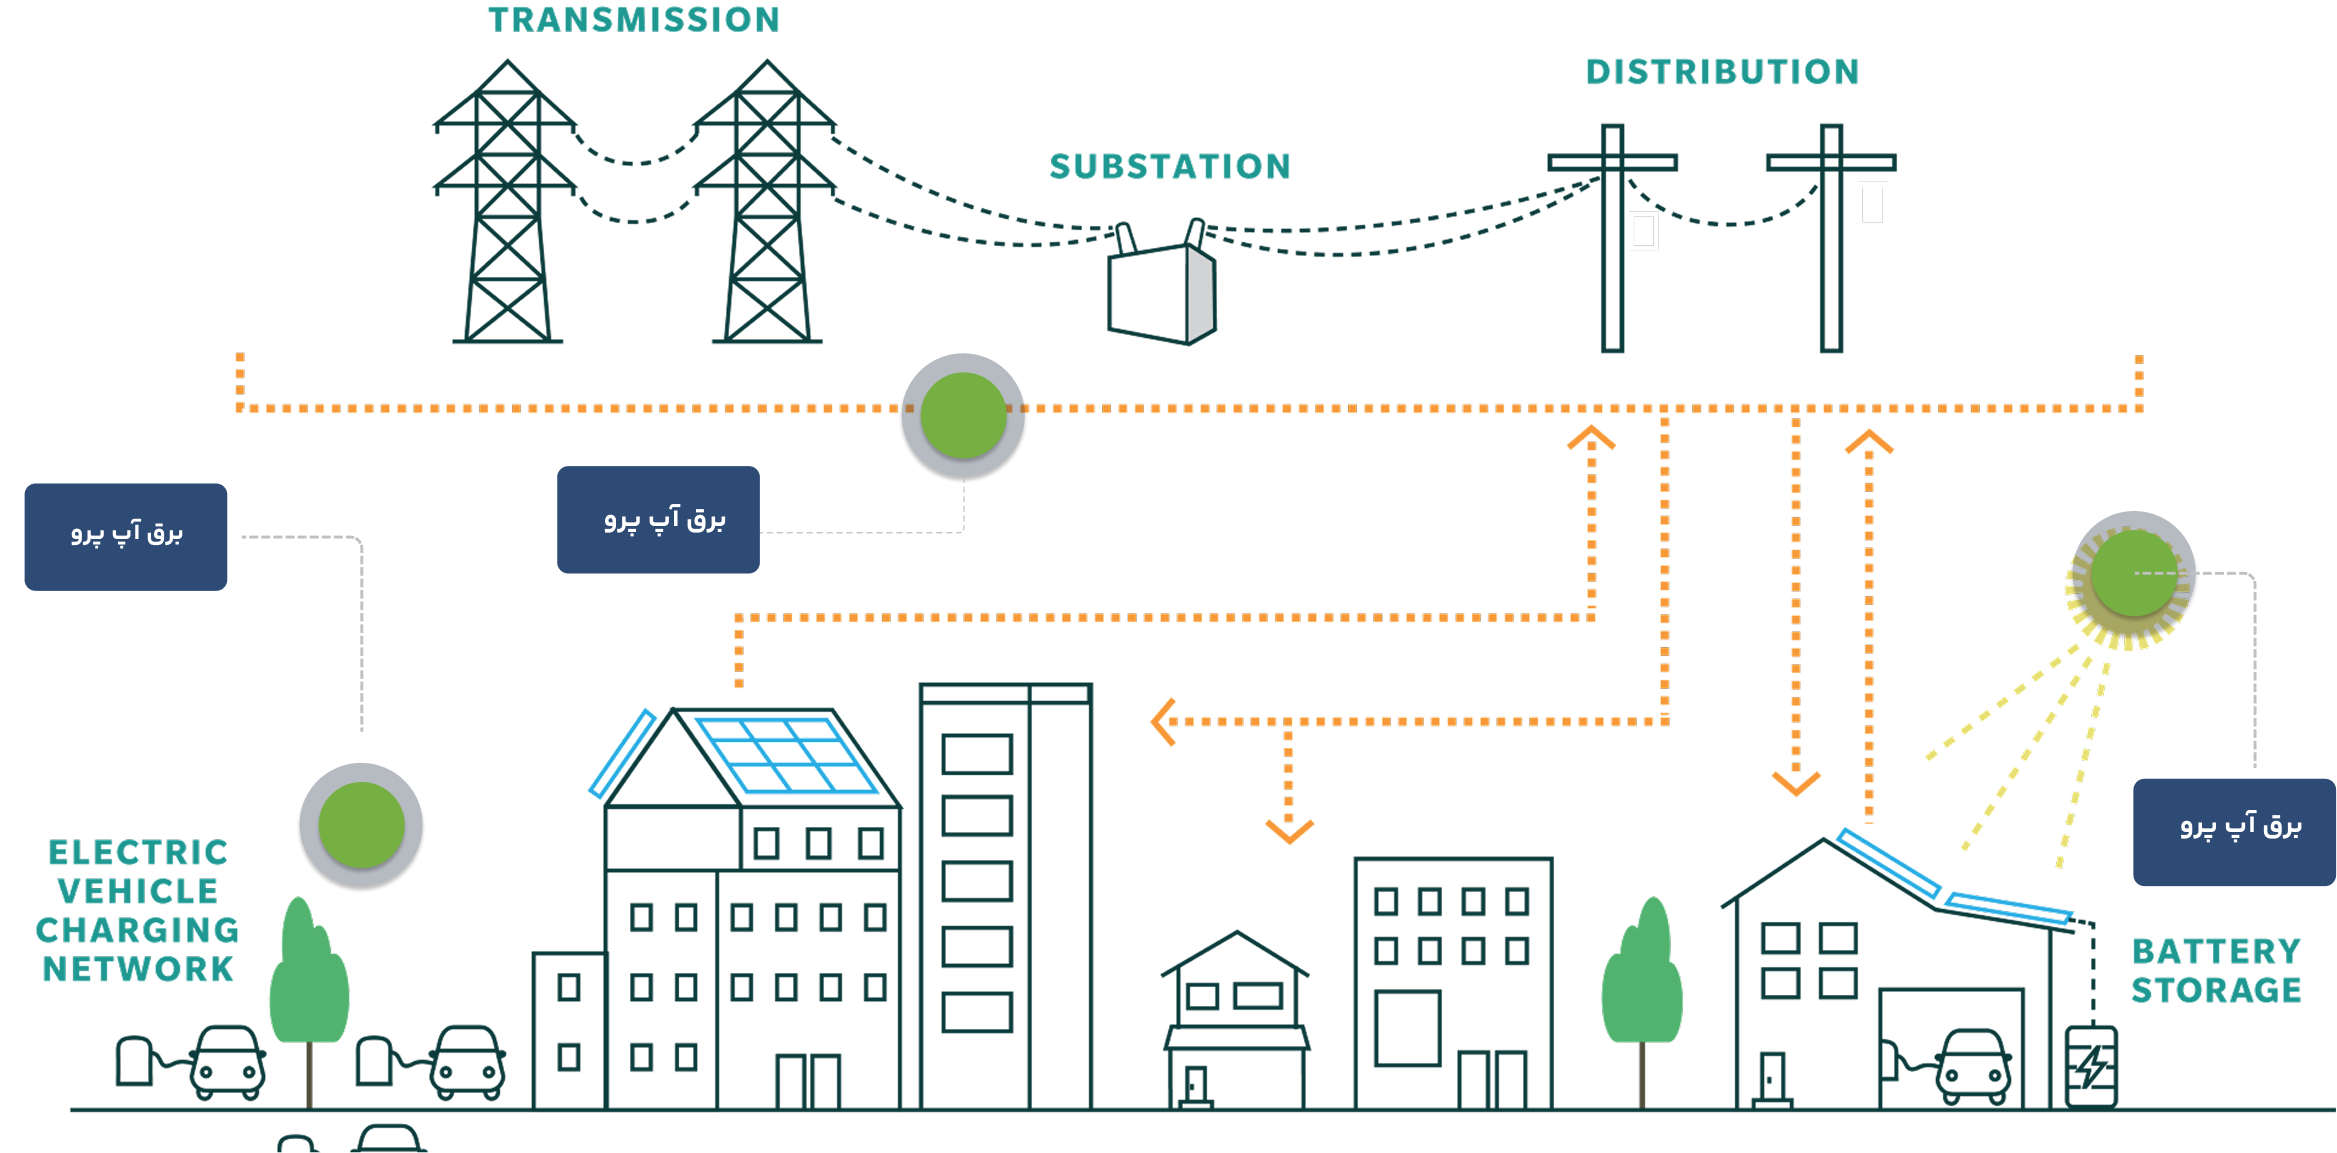 TRANSMISSION
DISTRIBUTION
SUBSTATION
برق آپ پرو
برق آپ پرو
برق آپ پرو
ELECTRIC
VEHICLE
CHARGING
NETWORK
BATTERY
STORAGE